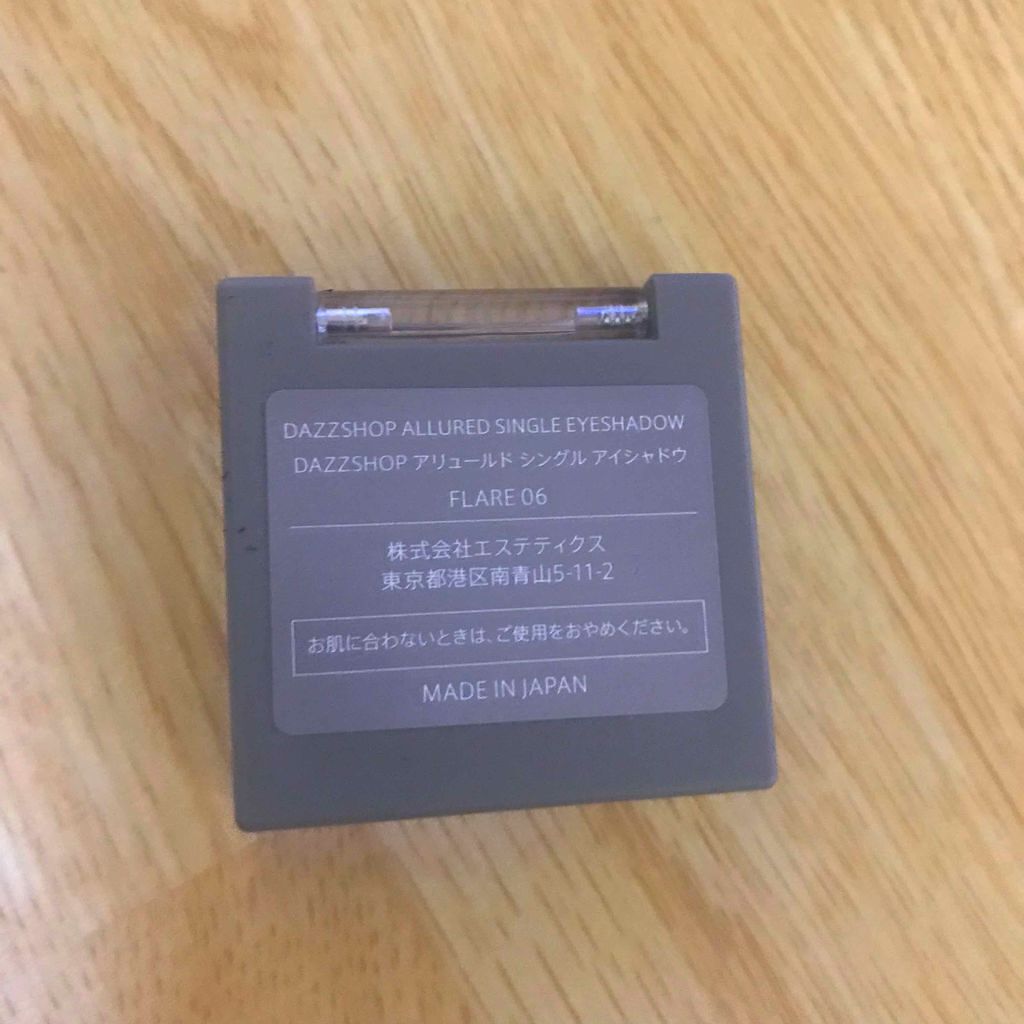 DAZZSHOP ALLURED SINGLE EYESHADOW
DAZZSHOP アリュールド シングル アイシャドウ
FLARE 06
株式会社エステティクス
東京都港区南青山5-11-2
お肌に合わないときは、ご使用をおやめください。
MADE IN JAPAN